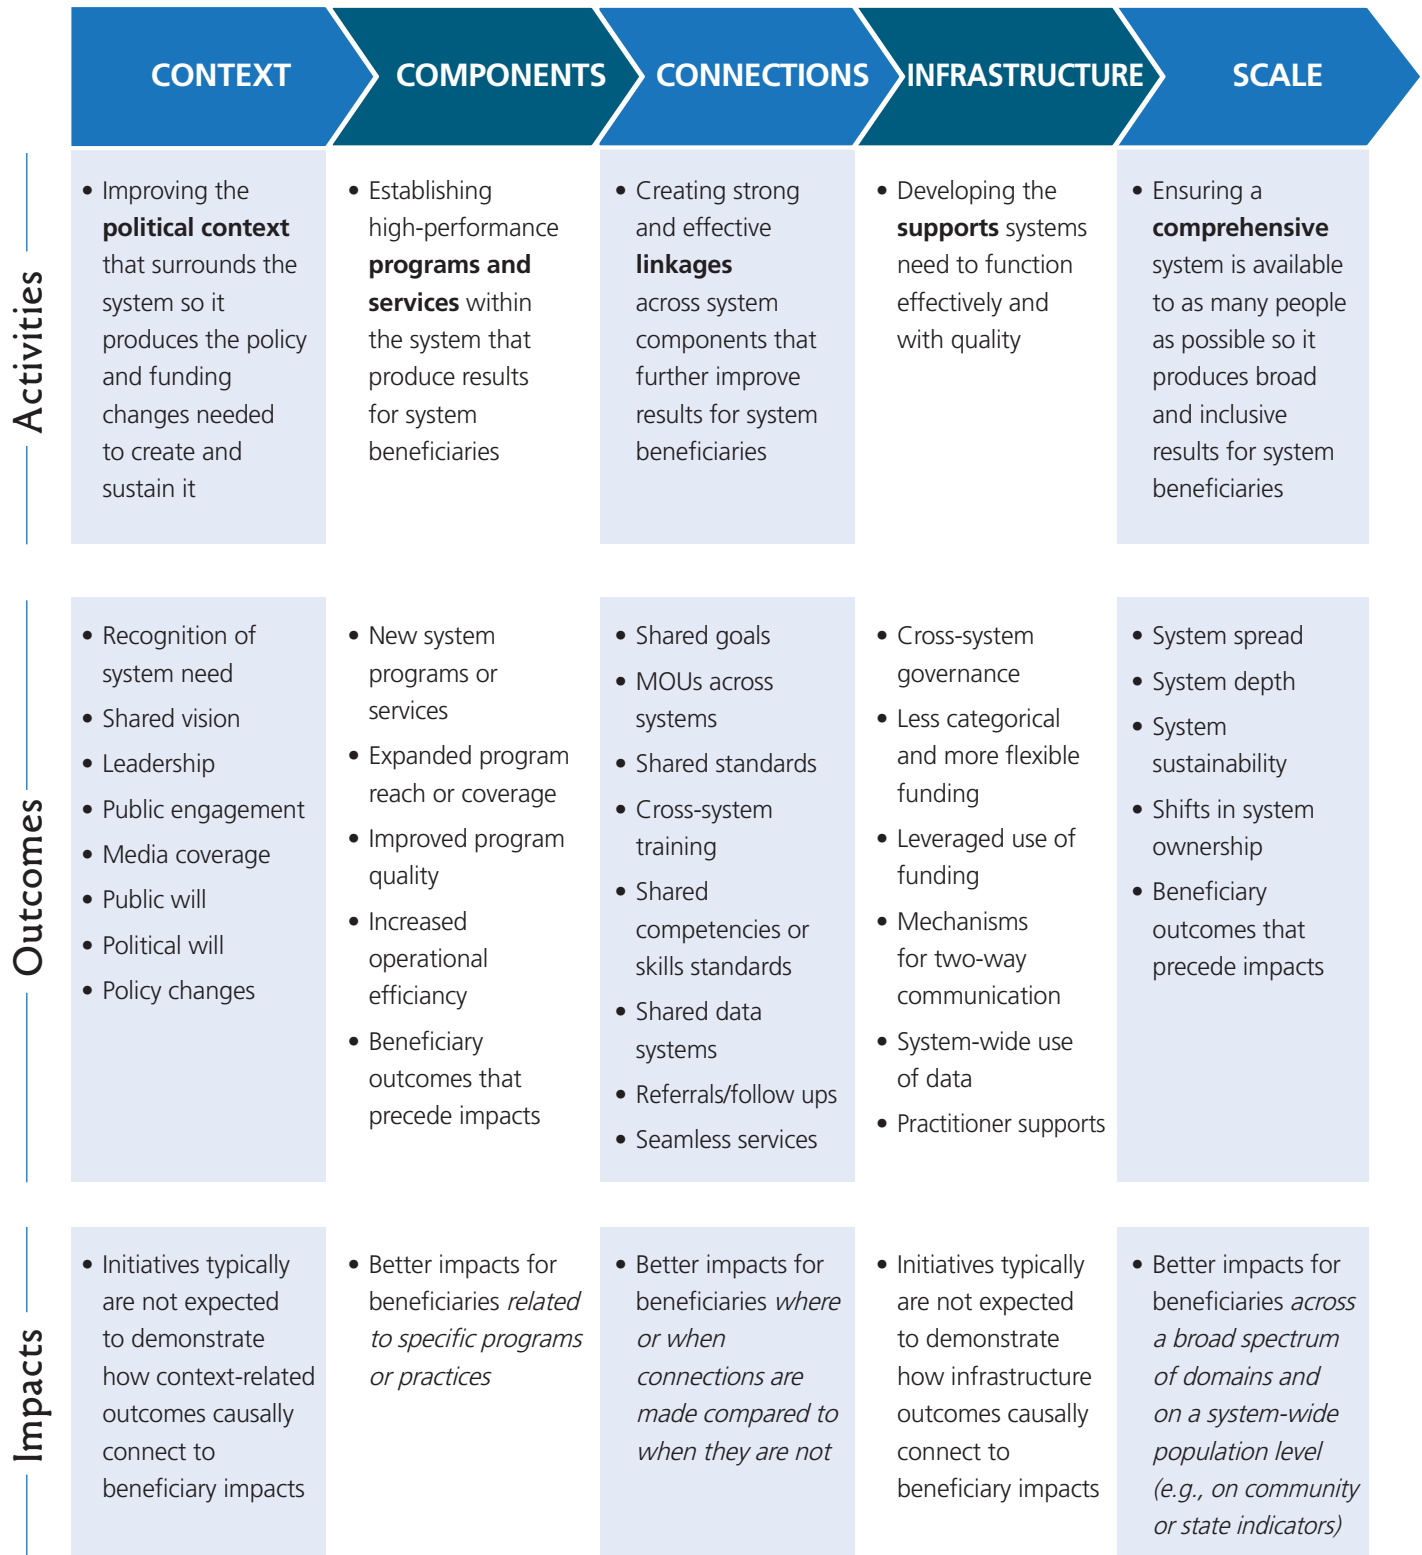 CONTEXT
COMPONENTS
CONNECTIONS
INFRASTRUCTURE
SCALE
Activities
• Improving the
political context
that surrounds the
system so it
produces the policy
and funding
changes needed
to create and
sustain it
• Establishing
high-performance
programs and
services within
the system that
produce results
for system
beneficiaries
• Creating strong
and effective
linkages
across system
components that
further improve
results for system
beneficiaries
• Developing the
supports systems
need to function
effectively and
with quality
• Ensuring a
comprehensive
system is available
to as many people
as possible so it
produces broad
and inclusive
results for system
beneficiaries
Outcomes
• Recognition of
system need
• Shared vision
• Leadership
• Public engagement
• Media coverage
• Public will
• Political will
• Policy changes
• New system
programs or
services
• Expanded program
reach or coverage
• Improved program
quality
• Increased
operational
efficiancy
• Beneficiary
outcomes that
precede impacts
• Shared goals
• MOUs across
systems
• Shared standards
• Cross-system
training
• Shared
competencies or
skills standards
• Shared data
systems
• Referrals/follow ups
• Seamless services
• Cross-system
governance
• Less categorical
and more flexible
funding
• Leveraged use of
funding
• Mechanisms
for two-way
communication
• System-wide use
of data
• Practitioner supports
• System spread
• System depth
• System
sustainability
• Shifts in system
ownership
• Beneficiary
outcomes that
precede impacts
Impacts
• Initiatives typically
are not expected
to demonstrate
how context-related
outcomes causally
connect to
beneficiary impacts
• Better impacts for
beneficiaries related
to specific programs
or practices
• Better impacts for
beneficiaries where
or when
connections are
made compared to
when they are not
• Initiatives typically
are not expected
to demonstrate
how infrastructure
outcomes causally
connect to
beneficiary impacts
• Better impacts for
beneficiaries across
a broad spectrum
of domains and
on a system-wide
population level
(e.g., on community
or state indicators)